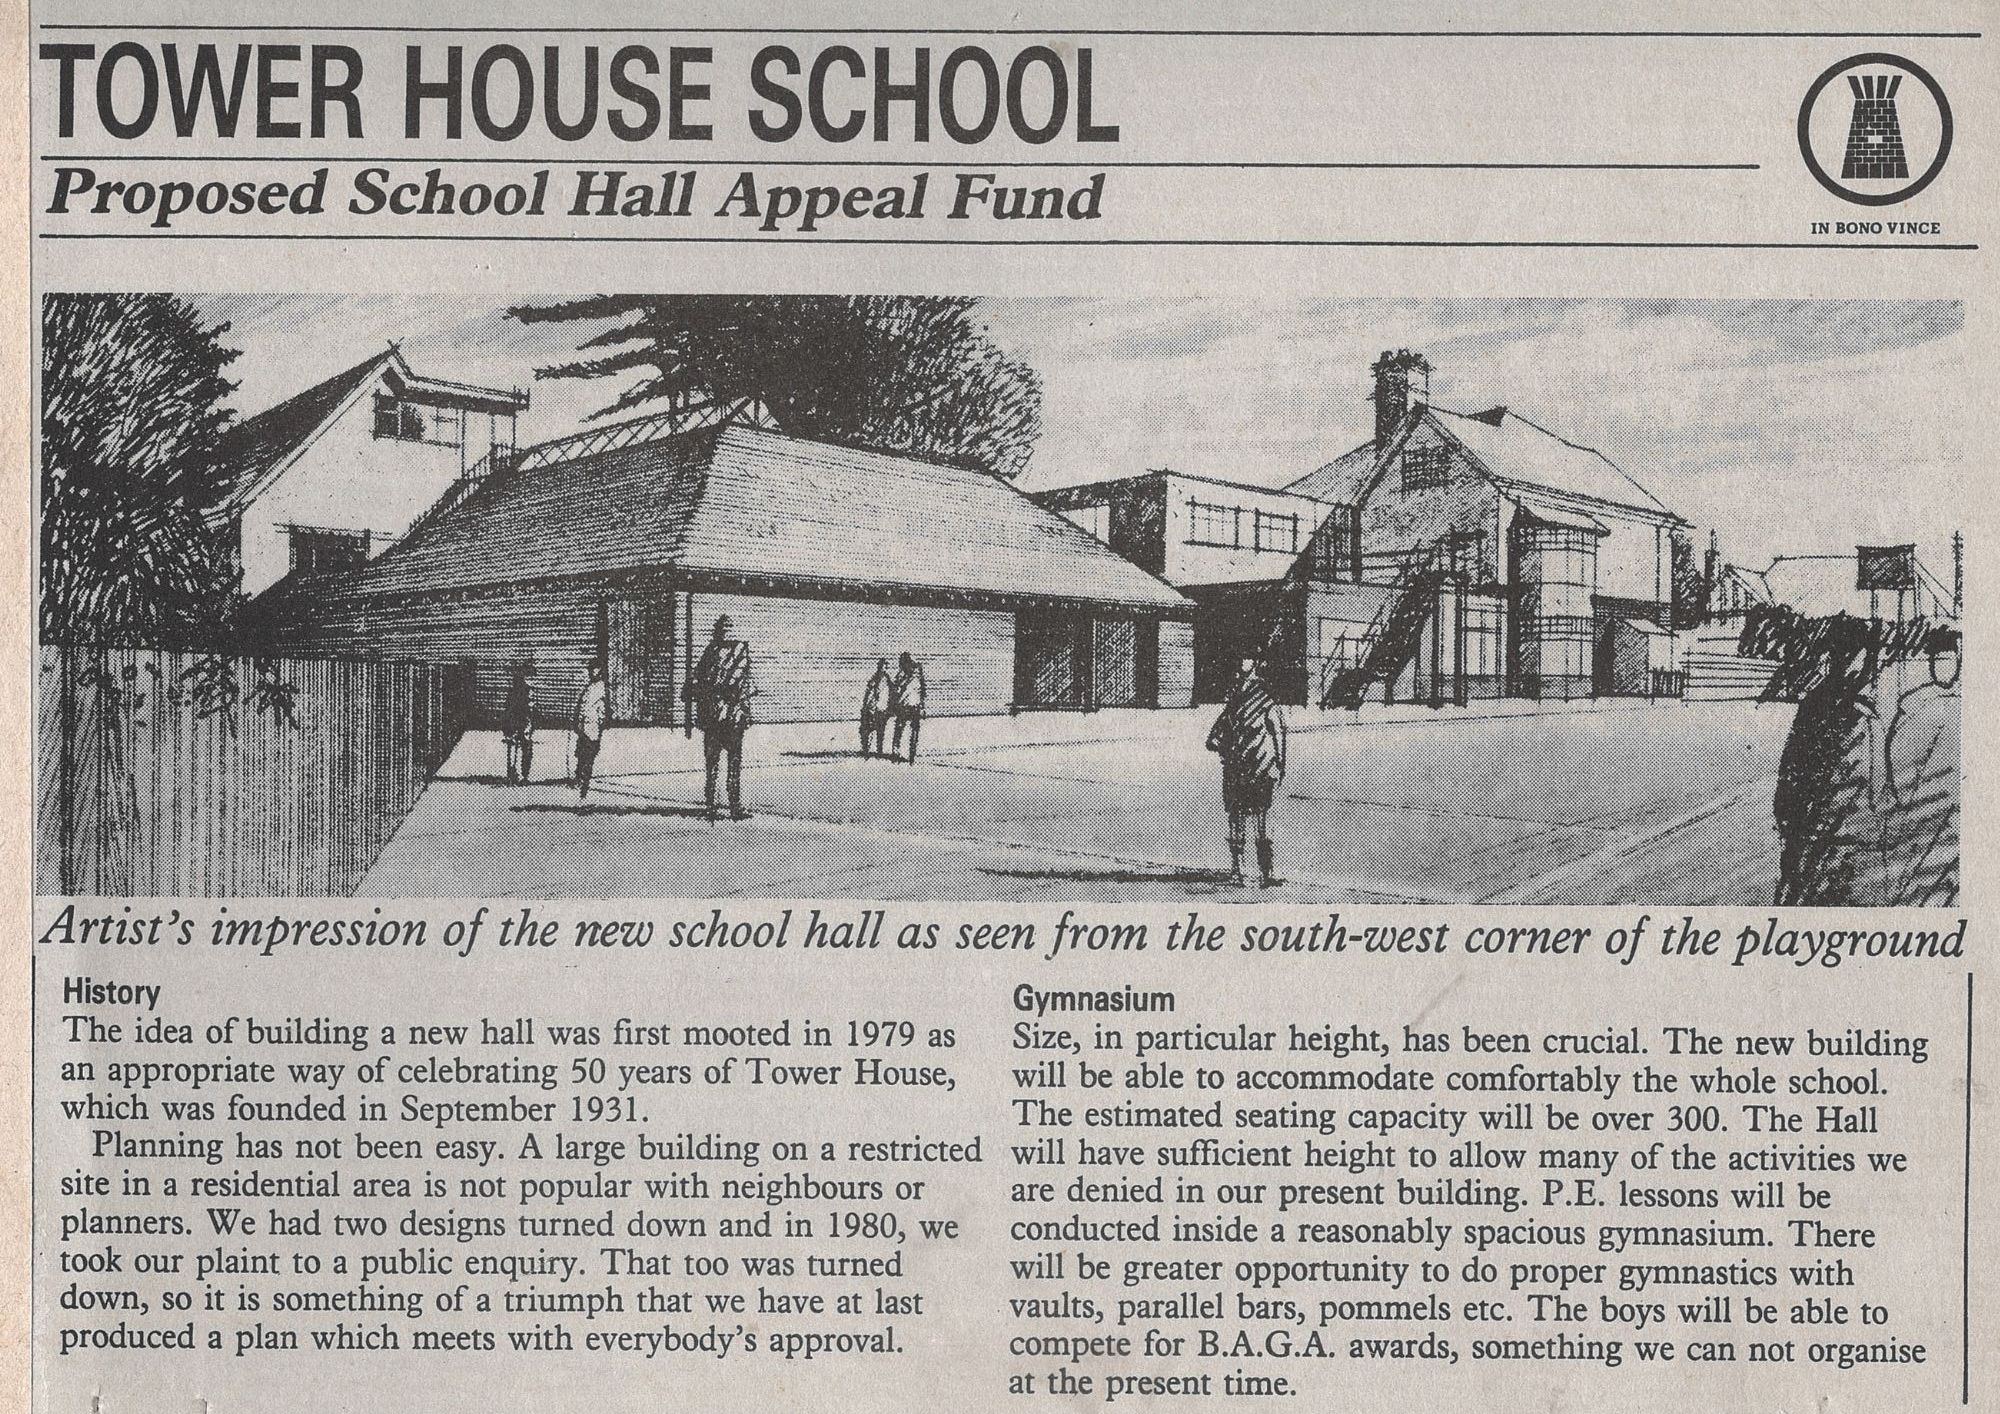 TOWER HOUSE SCHOOL
Proposed School Hall Appeal Fund
IN BONO VINCE
Artist's impression of the new school hall as seen from the south-west corner of the playground
History
The idea of building a new hall was first mooted in 1979 as
an appropriate way of celebrating 50 years of Tower House,
which was founded in September 1931.
Planning has not been easy. A large building on a restricted
site in a residential area is not popular with neighbours or
planners. We had two designs turned down and in 1980, we
took our plaint to a public enquiry. That too was turned
down, so it is something of a triumph that we have at last
produced a plan which meets with everybody's approval.
Gymnasium
Size, in particular height, has been crucial. The new building
will be able to accommodate comfortably the whole school.
The estimated seating capacity will be over 300. The Hall
will have sufficient height to allow many of the activities we
are denied in our present building. P.E. lessons will be
conducted inside a reasonably spacious gymnasium. There
will be greater opportunity to do proper gymnastics with
vaults, parallel bars, pommels etc. The boys will be able to
compete for B.A.G.A. awards, something we can not organise
at the present time.